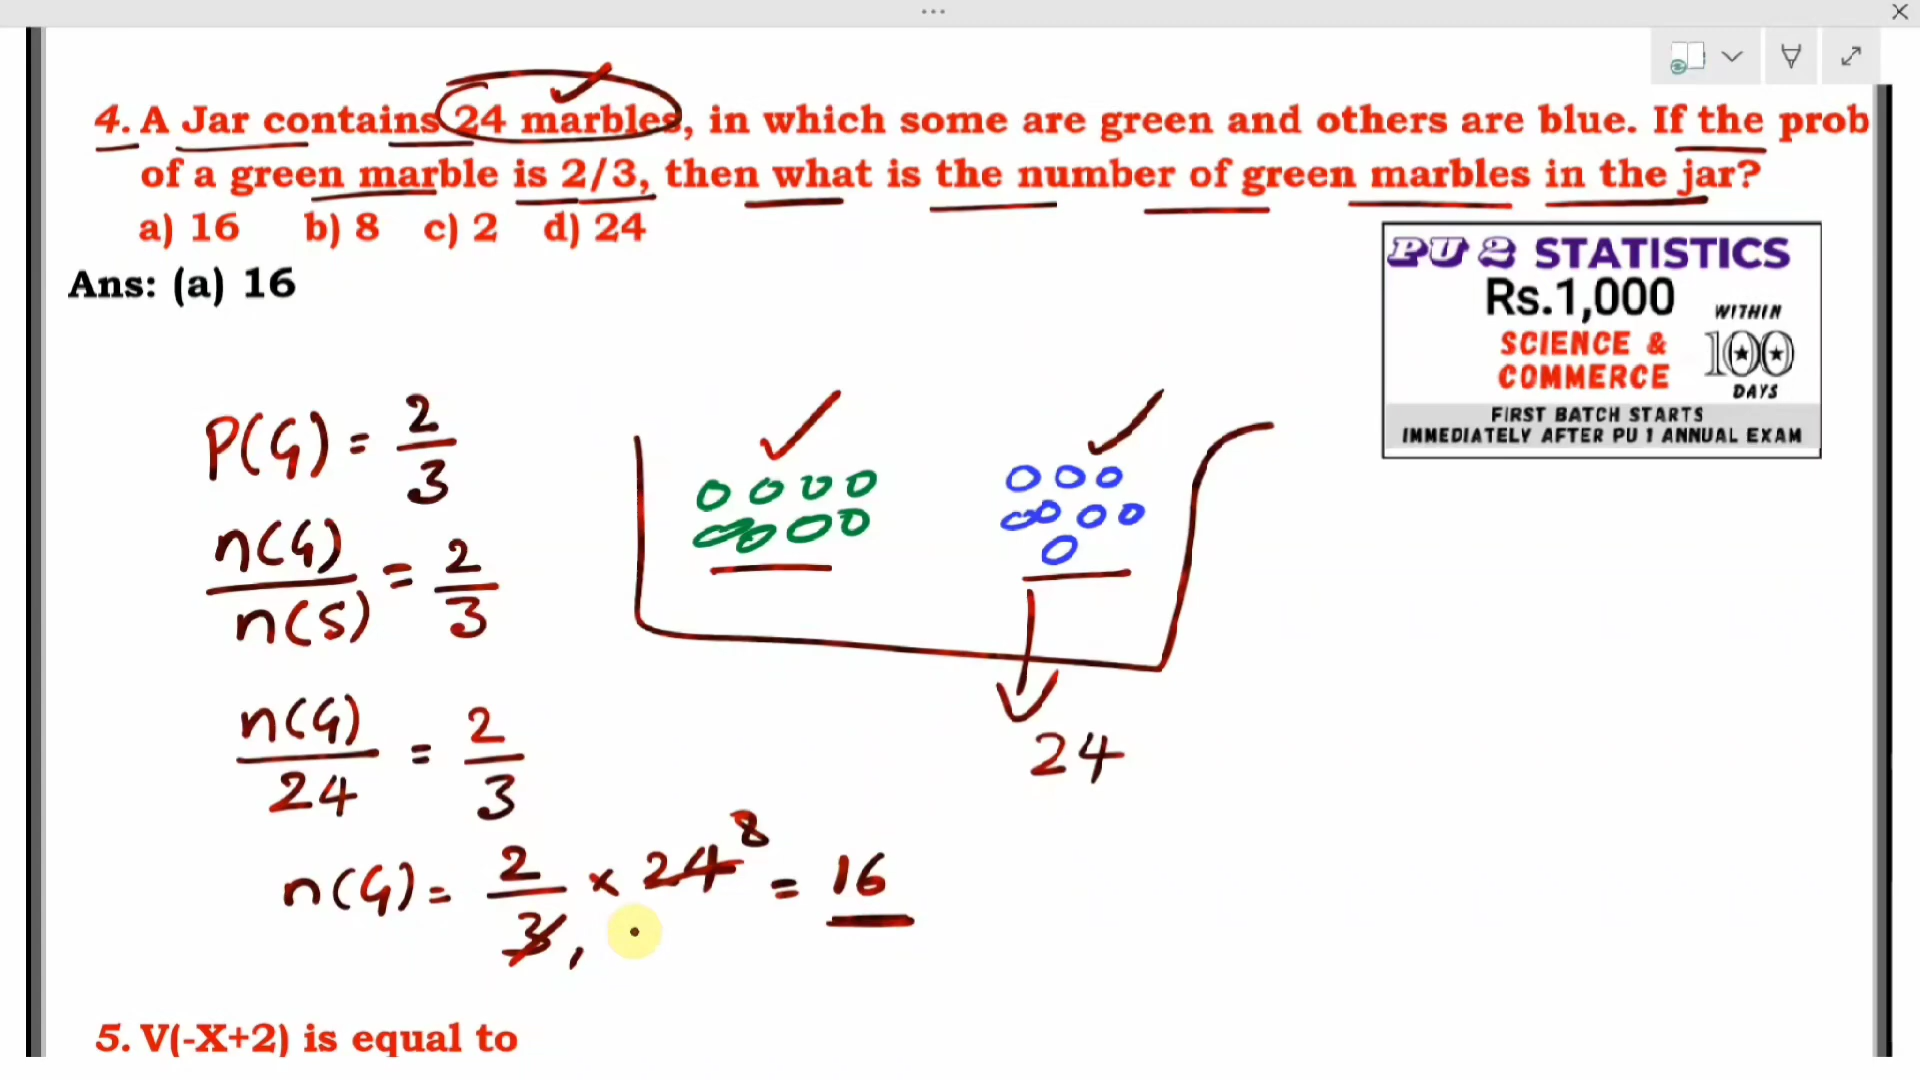 4. A Jar contains 24 marbles, in which some are green and others are blue. If the prob
of a green marble is 2/3, then what is the number of green marbles in the jar?
a) 16 b) 8 c) 2 d) 24
Ans: (a) 16
PU 2 STATISTICS
Rs.1,000
WITHIN
SCIENCE &
COMMERCE
100
DAYS
FIRST BATCH STARTS
IMMEDIATELY AFTER PU 1 ANNUAL EXAM
P(G) = 2/3
n(G)/n(S) = 2/3
n(G)/24 = 2/3
24
n(G) = 2/3 1 × 24 8 = 16
5. V(-X+2) is equal to